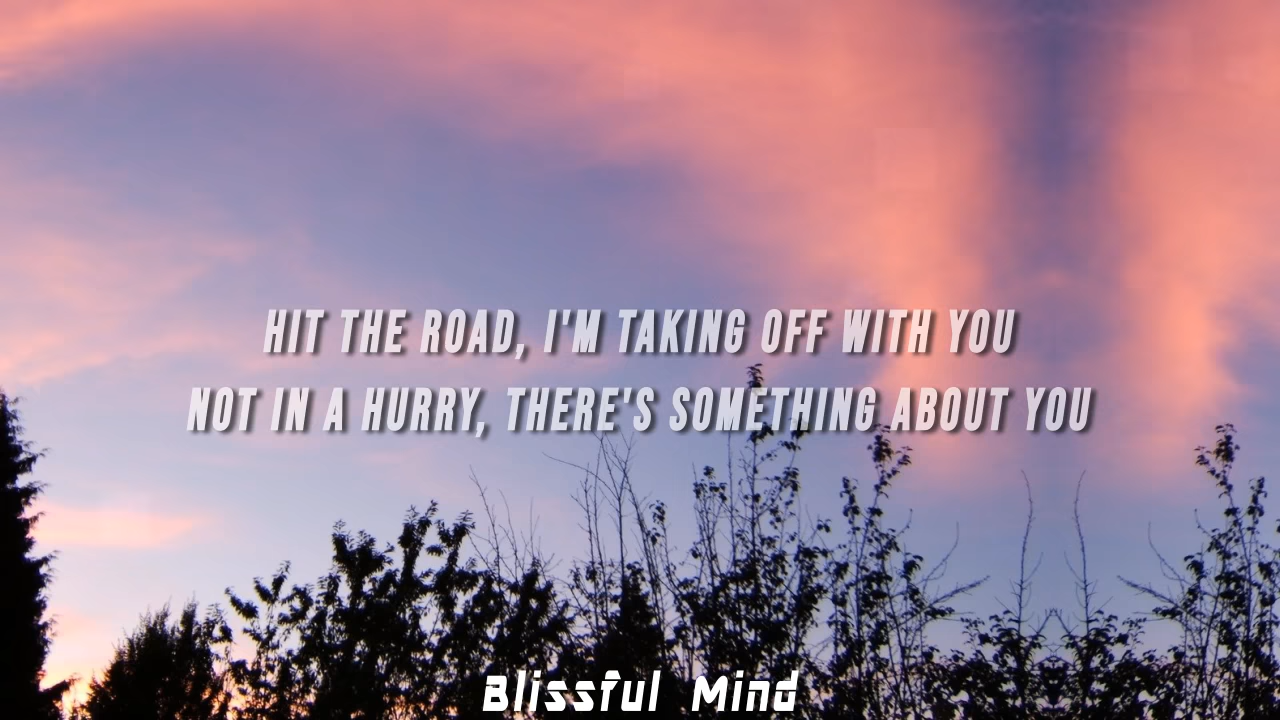 HIT THE ROAD, I'M TAKING OFF WITH YOU
NOT IN A HURRY, THERE'S SOMETHING ABOUT YOU
Blissful Mind